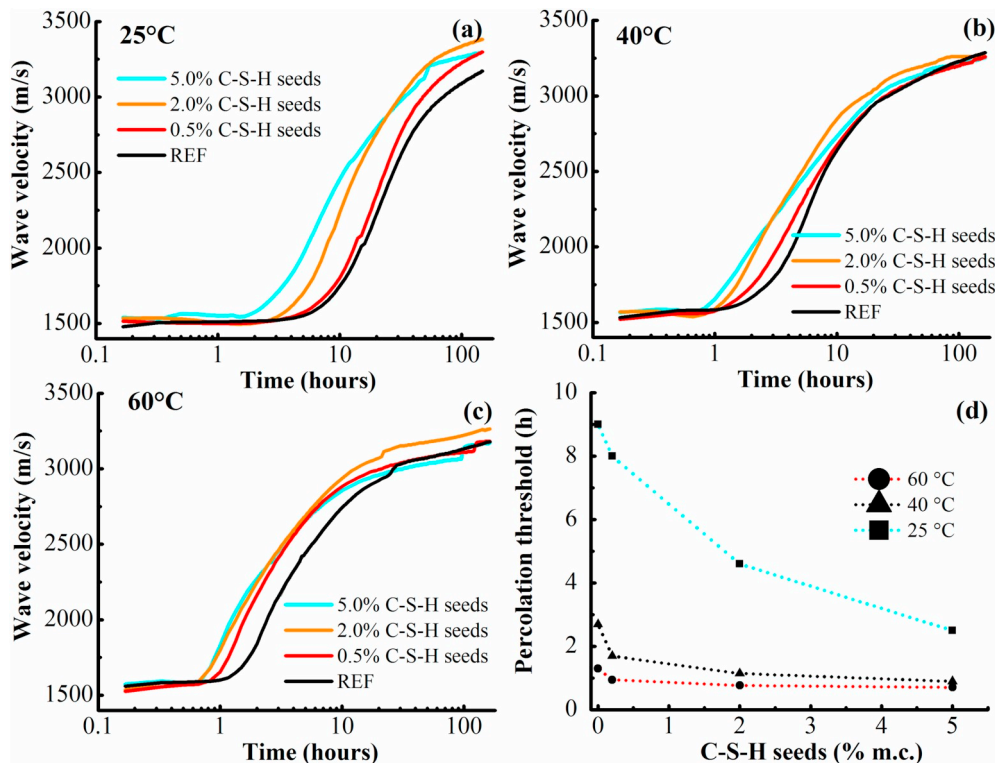 25°C
(a)
5.0% C-S-H seeds
2.0% C-S-H seeds
0.5% C-S-H seeds
REF
Wave velocity (m/s)
3500
3000
2500
2000
1500
0.1
1
10
100
Time (hours)
40°C
(b)
5.0% C-S-H seeds
2.0% C-S-H seeds
0.5% C-S-H seeds
REF
Wave velocity (m/s)
3500
3000
2500
2000
1500
0.1
1
10
100
Time (hours)
60°C
(c)
5.0% C-S-H seeds
2.0% C-S-H seeds
0.5% C-S-H seeds
REF
Wave velocity (m/s)
3500
3000
2500
2000
1500
0.1
1
10
100
Time (hours)
(d)
60 °C
40 °C
25 °C
Percolation threshold (h)
10
8
6
4
2
0
0
1
2
3
4
5
C-S-H seeds (% m.c.)